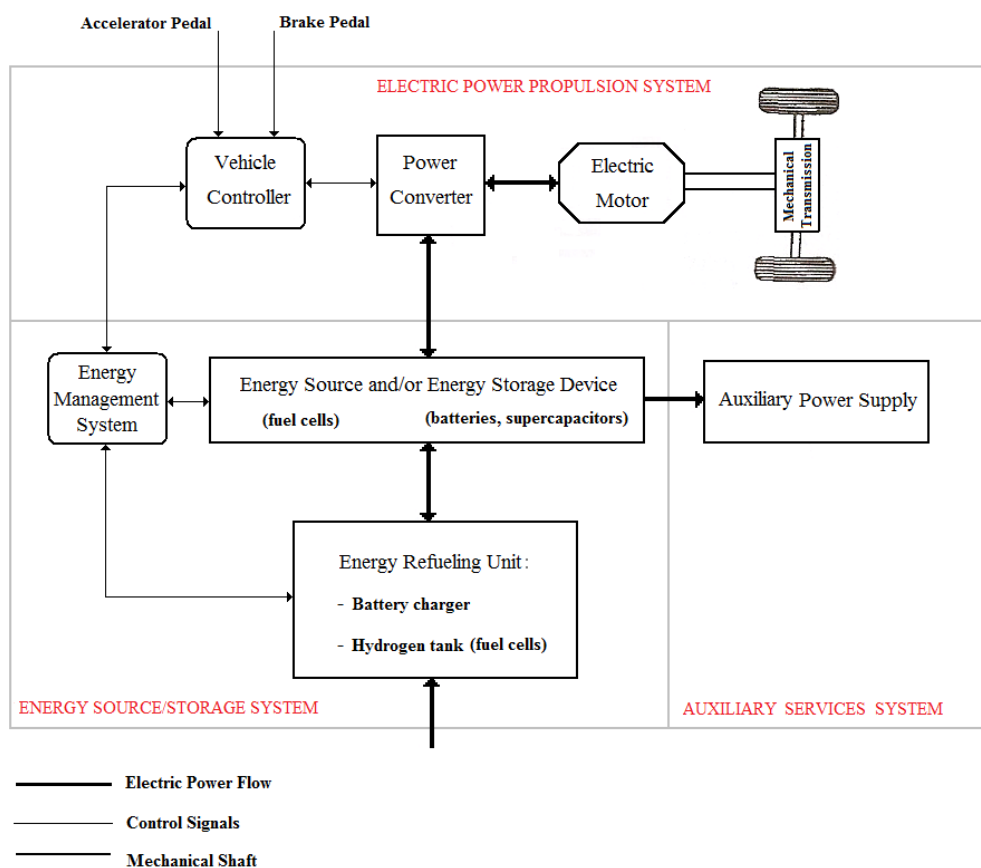 Accelerator Pedal
Brake Pedal
ELECTRIC POWER PROPULSION SYSTEM
Vehicle
Controller
Power
Converter
Electric
Motor
Mechanical
Transmission
Energy
Management
System
Energy Source and/or Energy Storage Device
(fuel cells) (batteries, supercapacitors)
Auxiliary Power Supply
Energy Refueling Unit:
- Battery charger
- Hydrogen tank (fuel cells)
ENERGY SOURCE/STORAGE SYSTEM
AUXILIARY SERVICES SYSTEM
Electric Power Flow
Control Signals
Mechanical Shaft